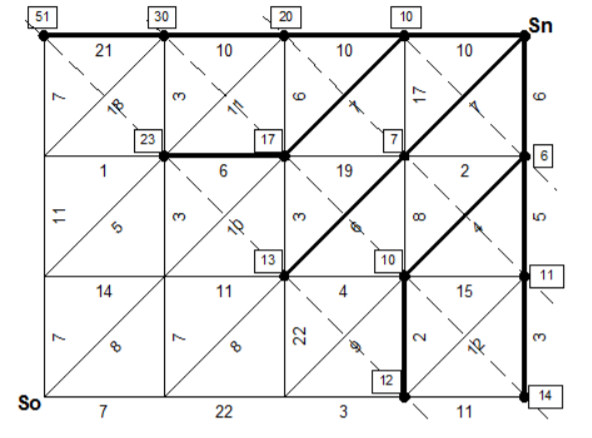 51 30 20 10 Sn
21 10 10 10
7 18 3 11 6 7 17 7 6
23 17 7 6
1 6 19 2
11 5 3 10 3 6 8 4 5
13 10 11
14 11 4 15
7 8 7 8 22 9 2 12 3
12 14
So
7 22 3 11